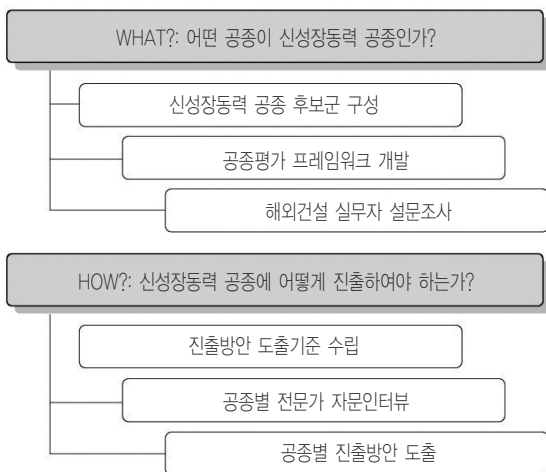 WHAT?: 어떤 공종이 신성장동력 공종인가?
신성장동력 공종 후보군 구성
공종평가 프레임워크 개발
해외건설 실무자 설문조사
HOW?: 신성장동력 공종에 어떻게 진출하여야 하는가?
진출방안 도출기준 수립
공종별 전문가 자문인터뷰
공종별 진출방안 도출